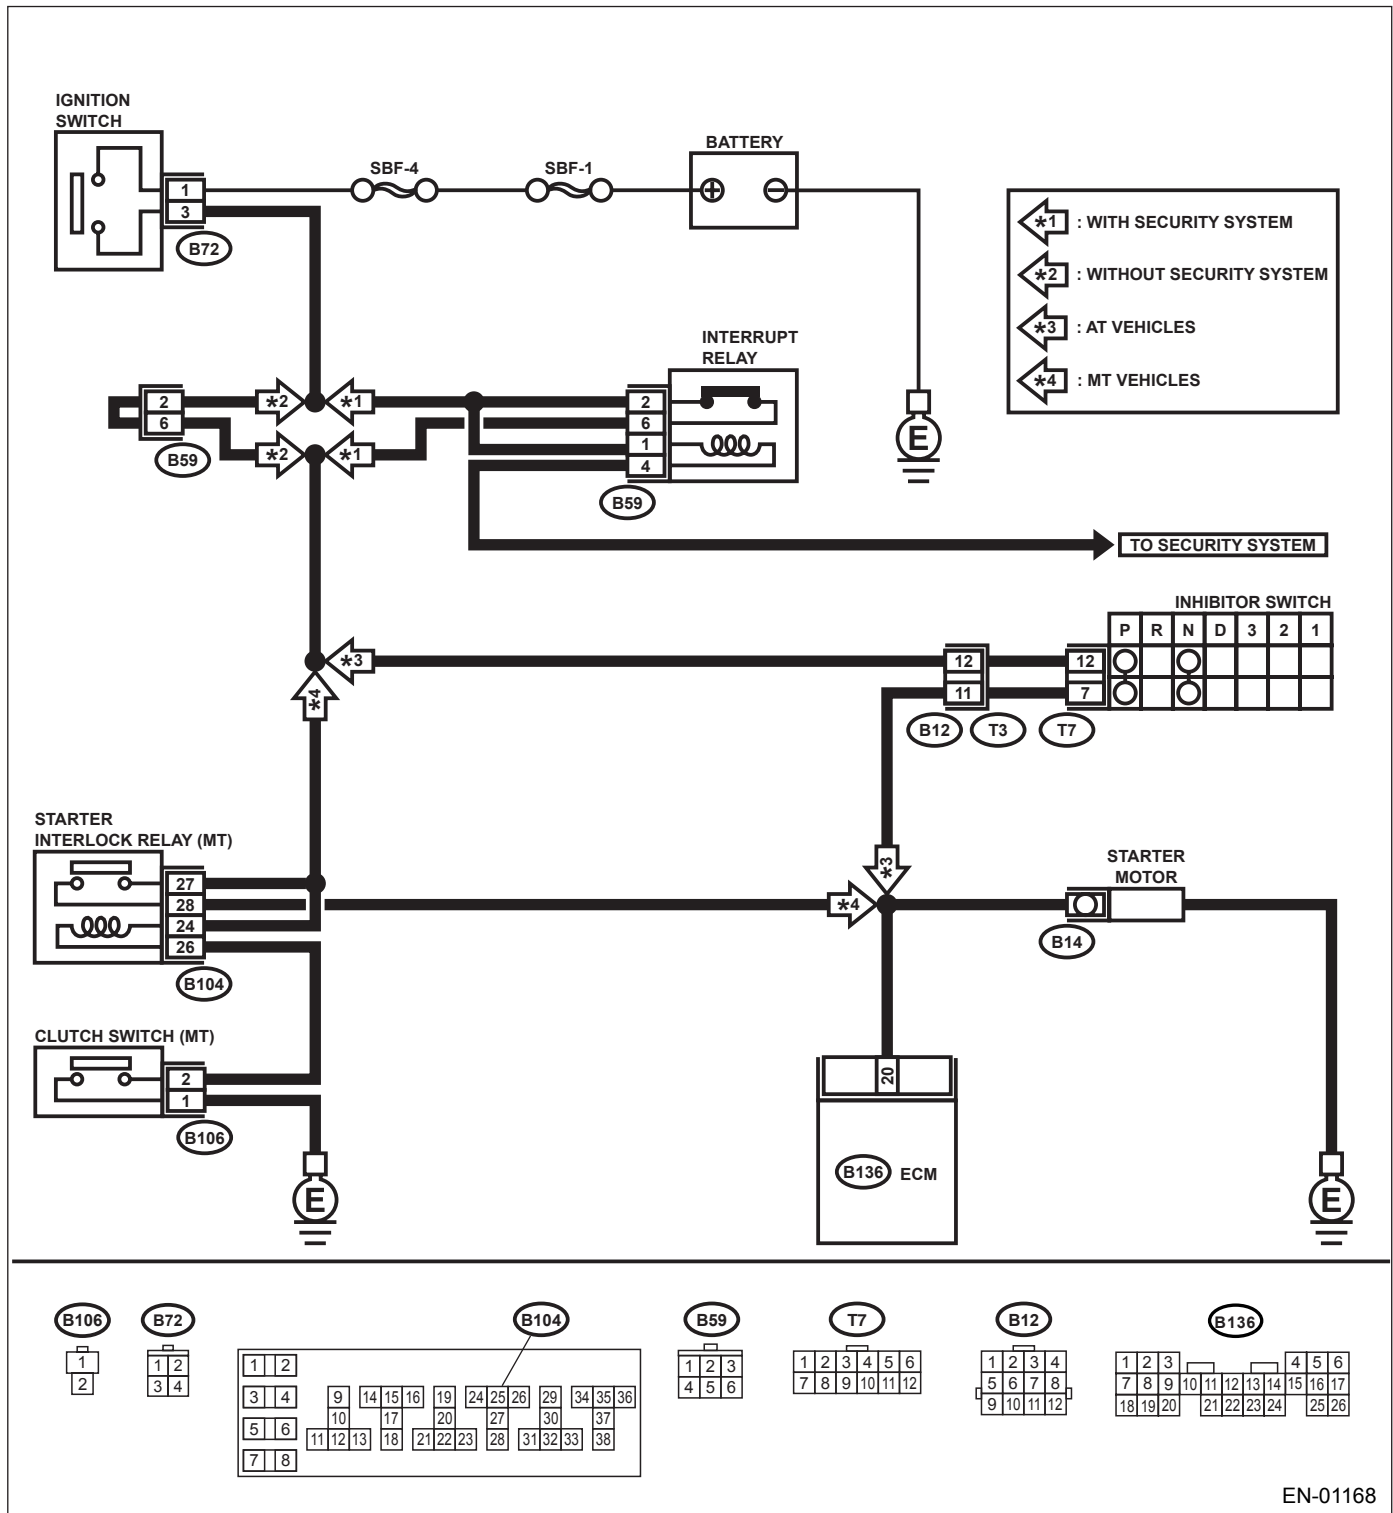 IGNITION
SWITCH
1
3
B72
SBF-4
SBF-1
BATTERY
+
−
E
*1 : WITH SECURITY SYSTEM
*2 : WITHOUT SECURITY SYSTEM
*3 : AT VEHICLES
*4 : MT VEHICLES
INTERRUPT
RELAY
2
6
B59
*2
*1
*2
*1
2
6
1
4
B59
TO SECURITY SYSTEM
INHIBITOR SWITCH
P R N D 3 2 1
*3
*4
12
11
12
7
B12
T3
T7
STARTER
INTERLOCK RELAY (MT)
27
28
24
26
B104
*3
*4
STARTER
MOTOR
B14
CLUTCH SWITCH (MT)
2
1
B106
E
20
B136 ECM
E
B106
1
2
B72
1 2
3 4
B104
1 2
3 4 9 14 15 16 19 24 25 26 29 34 35 36
10 17 20 27 30 37
5 6
11 12 13 18 21 22 23 28 31 32 33 38
7 8
B59
1 2 3
4 5 6
T7
1 2 3 4 5 6
7 8 9 10 11 12
B12
1 2 3 4
5 6 7 8
9 10 11 12
B136
1 2 3 4 5 6
7 8 9 10 11 12 13 14 15 16 17
18 19 20 21 22 23 24 25 26
EN-01168